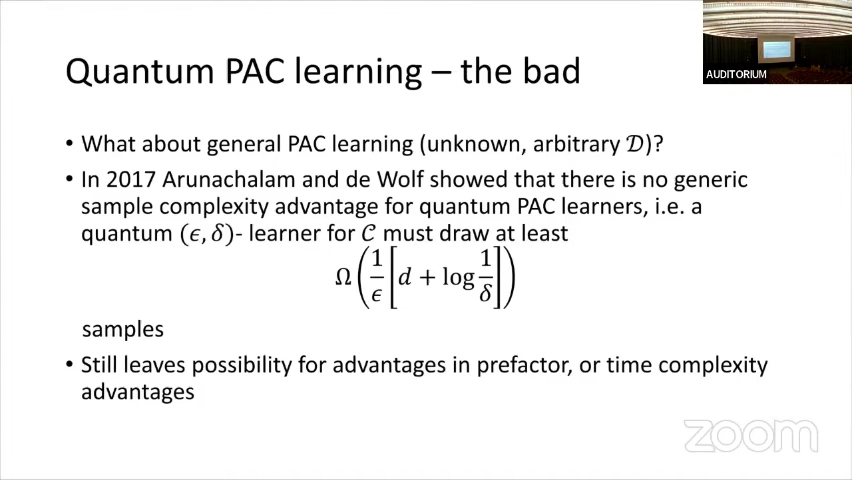 AUDITORIUM
Quantum PAC learning – the bad
• What about general PAC learning (unknown, arbitrary 𝒟)?
• In 2017 Arunachalam and de Wolf showed that there is no generic
sample complexity advantage for quantum PAC learners, i.e. a
quantum (ϵ, δ)- learner for 𝒞 must draw at least
Ω(1/ϵ [d + log 1/δ])
samples
• Still leaves possibility for advantages in prefactor, or time complexity
advantages
zoom